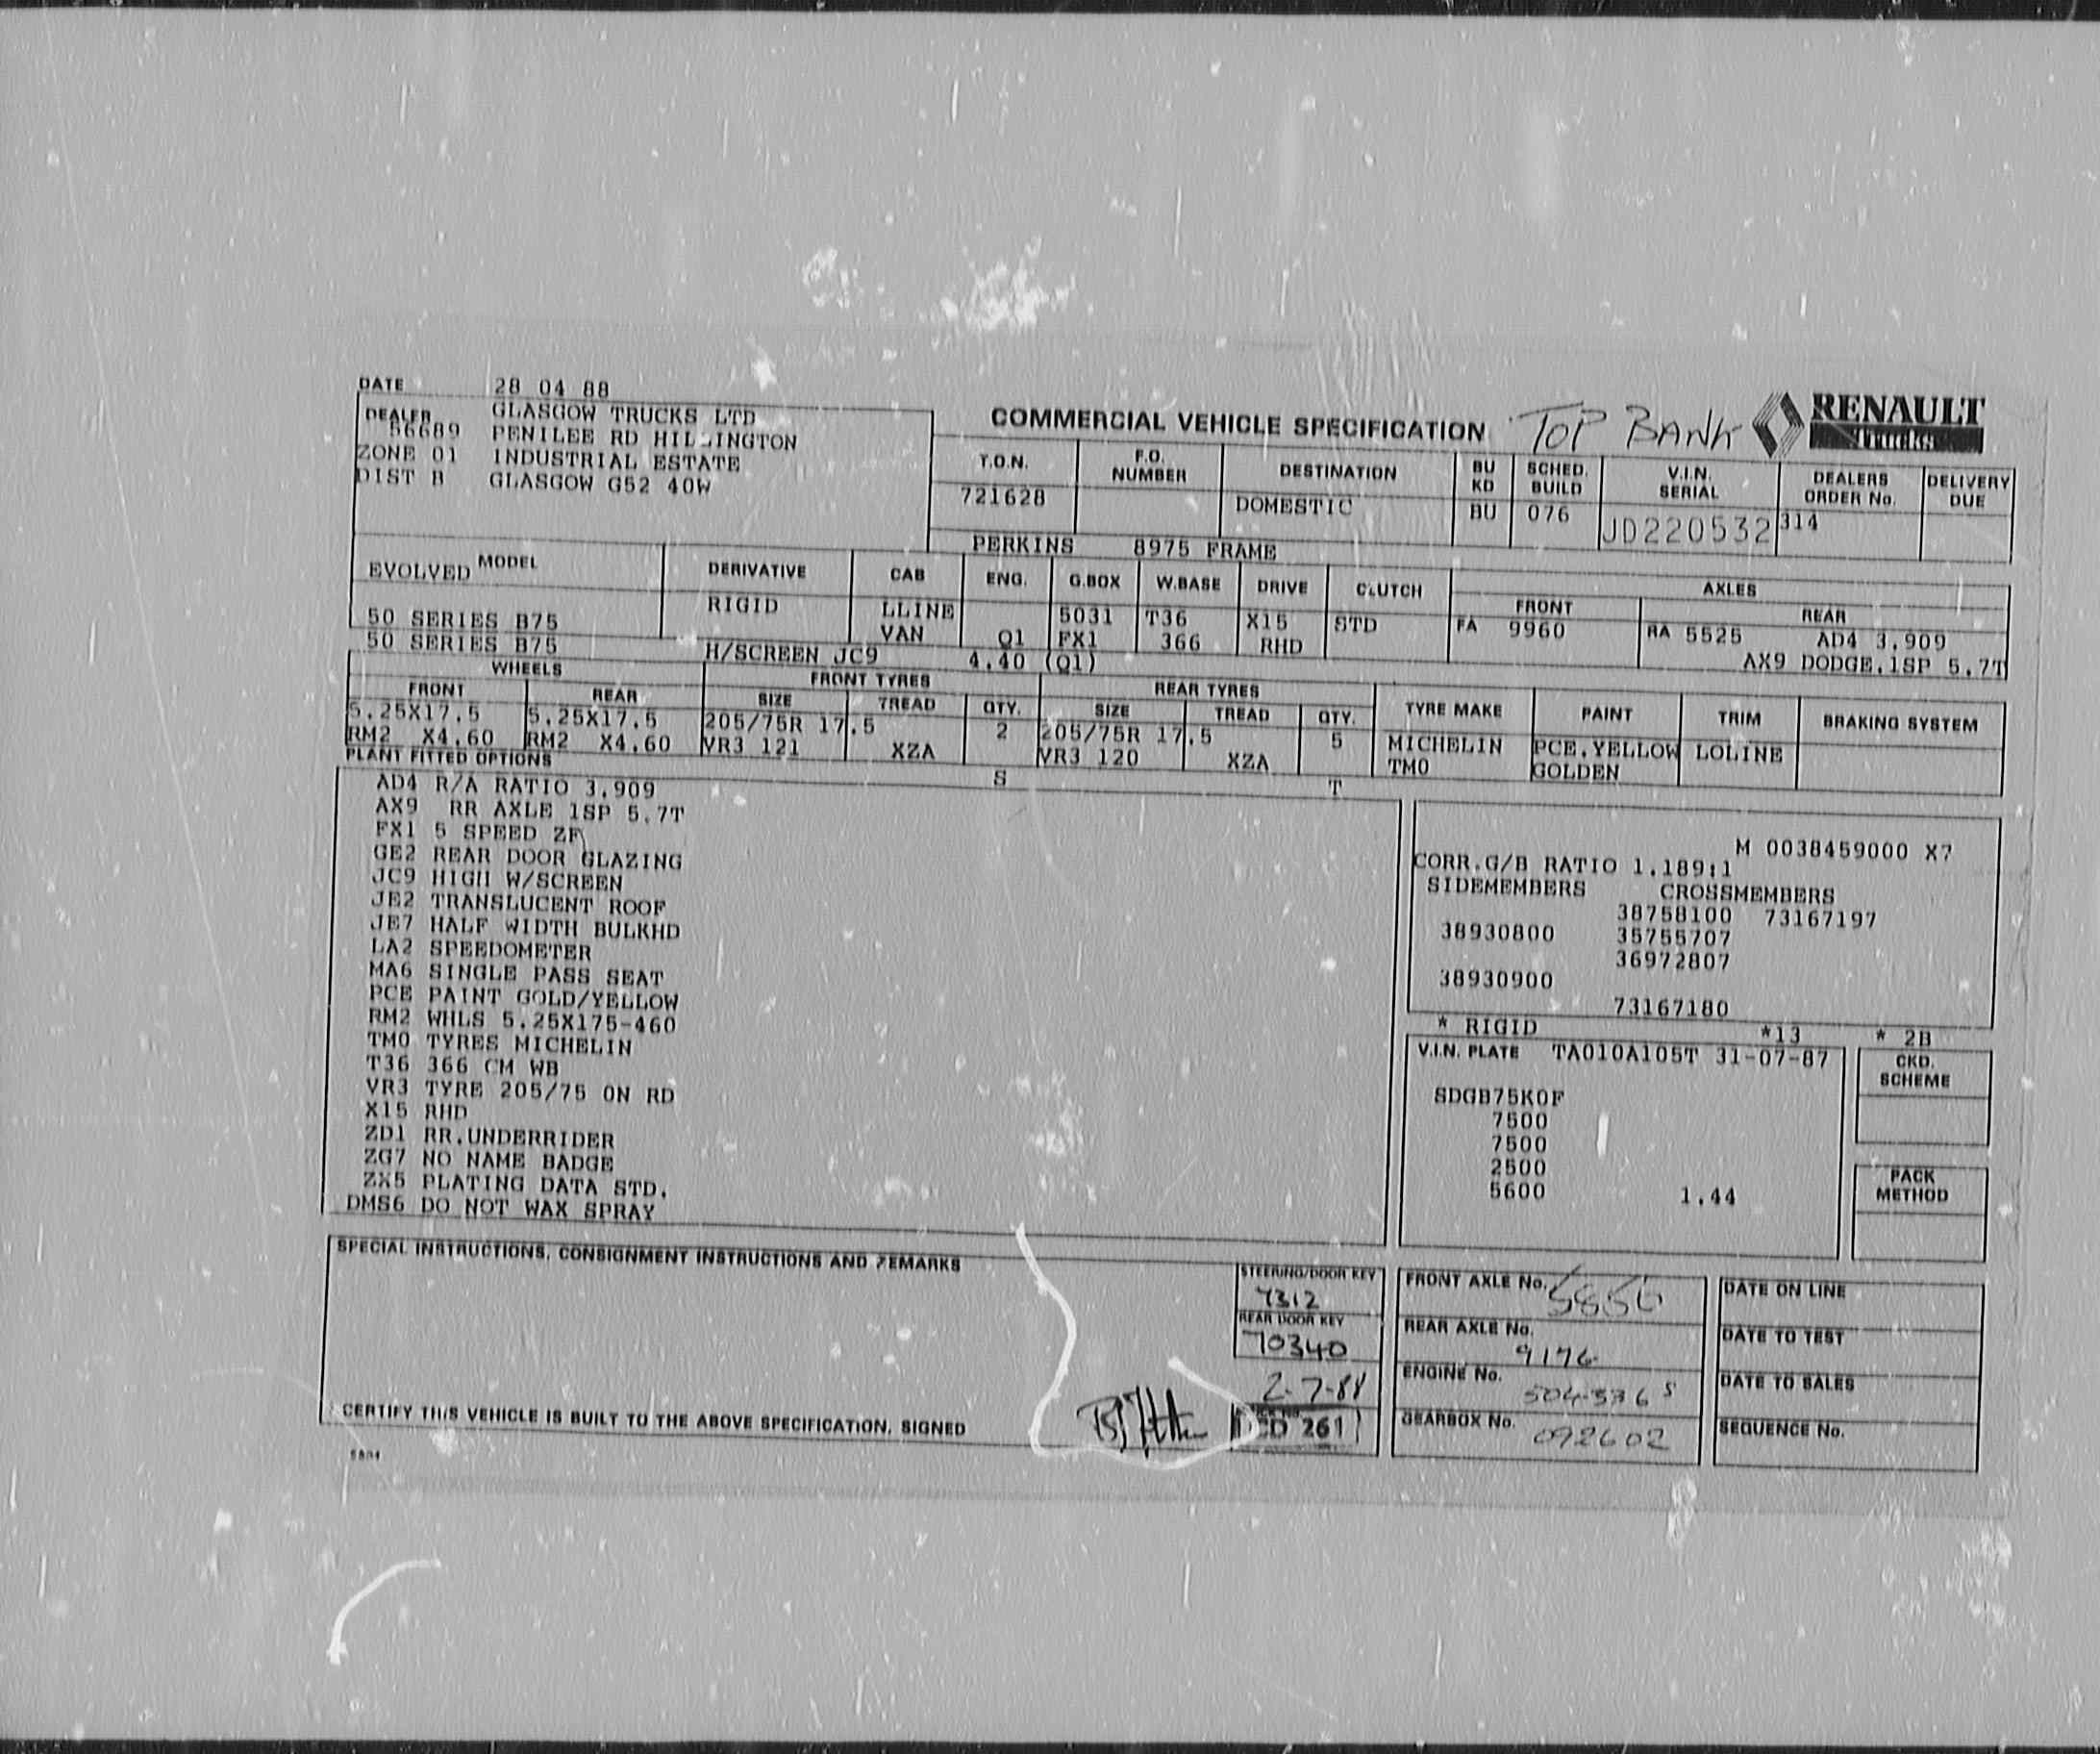 DATE 28 04 88
DEALER GLASGOW TRUCKS LTD
56689 PENILEE RD HILLINGTON
ZONE 01 INDUSTRIAL ESTATE
DIST B GLASGOW G52 40W
COMMERCIAL VEHICLE SPECIFICATION TOP BANK RENAULT
Trucks
T.O.N. F.O. NUMBER DESTINATION BU KD SCHED. BUILD V.I.N. SERIAL DEALERS ORDER No. DELIVERY DUE
721628 DOMESTIC BU 076 JD220532 314
PERKINS 8975 FRAME
EVOLVED MODEL DERIVATIVE CAB ENG. G.BOX W.BASE DRIVE CLUTCH AXLES
FRONT REAR
50 SERIES B75 RIGID LLINE 5031 T36 X15 STD FA 9960 RA 5525 AD4 3.909
50 SERIES B75 VAN Q1 FX1 366 RHD AX9 DODGE.1SP 5.7T
H/SCREEN JC9 4.40 (Q1)
WHEELS FRONT TYRES REAR TYRES
FRONT REAR SIZE TREAD QTY. SIZE TREAD QTY. TYRE MAKE PAINT TRIM BRAKING SYSTEM
5.25X17.5 5.25X17.5 205/75R 17.5 2 205/75R 17.5 5 MICHELIN PCE.YELLOW LOLINE
RM2 X4.60 RM2 X4.60 VR3 121 XZA VR3 120 XZA TM0 GOLDEN
PLANT FITTED OPTIONS
S T
AD4 R/A RATIO 3.909
AX9 RR AXLE 1SP 5.7T
FX1 5 SPEED ZF
GE2 REAR DOOR GLAZING
JC9 HIGH W/SCREEN
JE2 TRANSLUCENT ROOF
JE7 HALF WIDTH BULKHD
LA2 SPEEDOMETER
MA6 SINGLE PASS SEAT
PCE PAINT GOLD/YELLOW
RM2 WHLS 5.25X175-460
TM0 TYRES MICHELIN
T36 366 CM WB
VR3 TYRE 205/75 ON RD
X15 RHD
ZD1 RR.UNDERRIDER
ZG7 NO NAME BADGE
ZX5 PLATING DATA STD.
DMS6 DO NOT WAX SPRAY
M 0038459000 X7
CORR.G/B RATIO 1.189:1
SIDEMEMBERS CROSSMEMBERS
38758100 73167197
38930800 35755707
36972807
38930900
73167180
* RIGID *13 * 2B
V.I.N. PLATE TA010A105T 31-07-87
CKD. SCHEME
SDGB75K0F
7500
7500
2500
5600 1.44
PACK METHOD
SPECIAL INSTRUCTIONS, CONSIGNMENT INSTRUCTIONS AND REMARKS
STEERING/DOOR KEY
4312
REAR DOOR KEY
70340
2-7-88
261
FRONT AXLE No. 5856
REAR AXLE No. 9176
ENGINE No. 504336 S
GEARBOX No. 092602
DATE ON LINE
DATE TO TEST
DATE TO SALES
SEQUENCE No.
CERTIFY THIS VEHICLE IS BUILT TO THE ABOVE SPECIFICATION. SIGNED